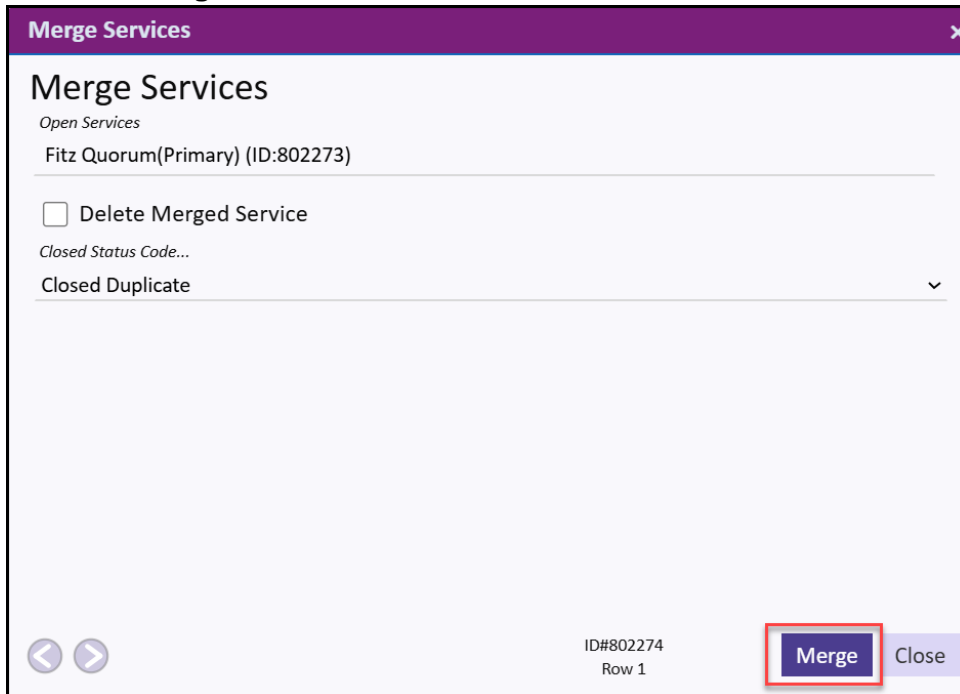 Merge Services
Merge Services
Open Services
Fitz Quorum(Primary) (ID:802273)
Delete Merged Service
Closed Status Code...
Closed Duplicate
ID#802274
Row 1
Merge Close